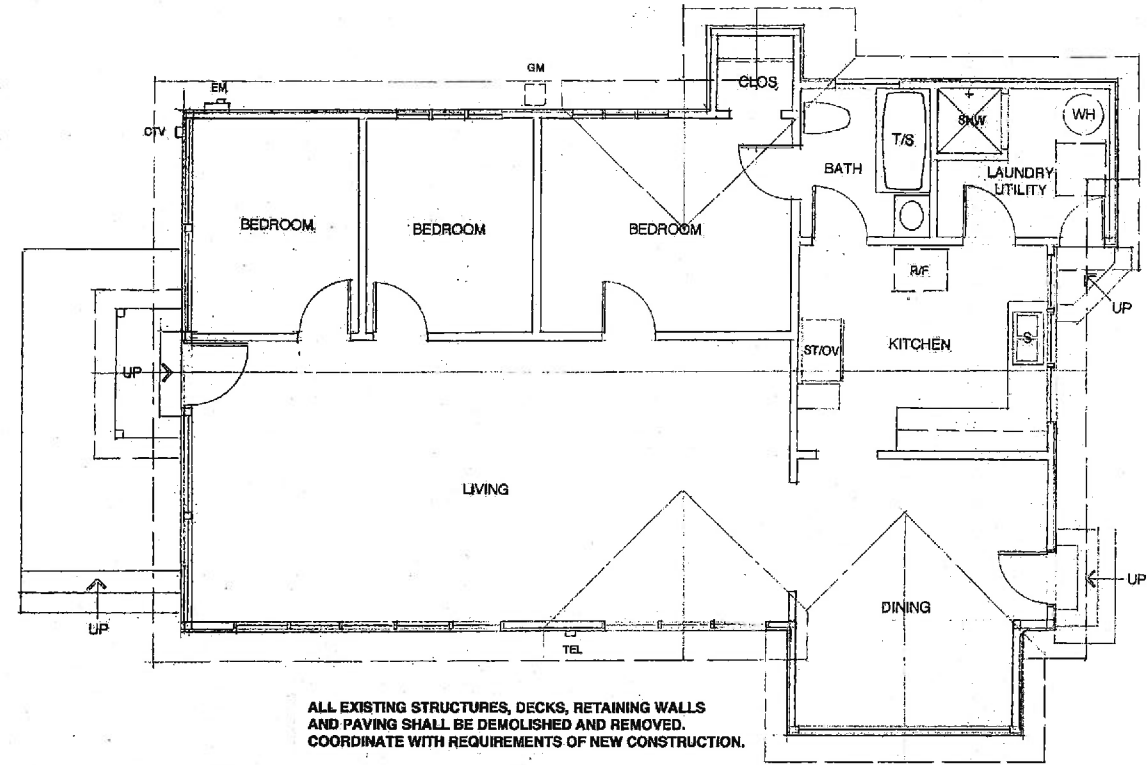 GM
EM
CLOS
CTV
SHW
WH
T/S
BATH
LAUNDRY
UTILITY
BEDROOM
BEDROOM
BEDROOM
R/F
UP
KITCHEN
S
ST/OV
UP
LIVING
UP
DINING
UP
TEL
ALL EXISTING STRUCTURES, DECKS, RETAINING WALLS
AND PAVING SHALL BE DEMOLISHED AND REMOVED.
COORDINATE WITH REQUIREMENTS OF NEW CONSTRUCTION.